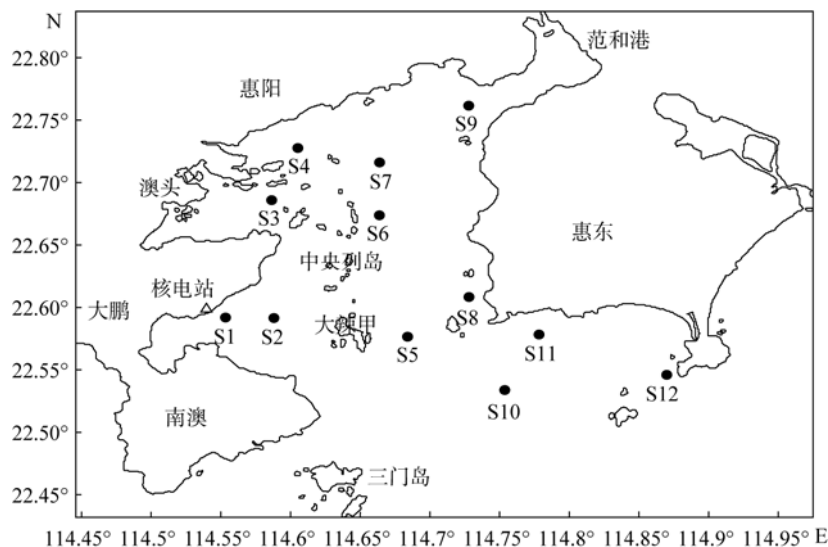 N
22.80°
22.75°
22.70°
22.65°
22.60°
22.55°
22.50°
22.45°
范和港
惠阳
S9
S4
S7
澳头
S3
S6
惠东
中央列岛
核电站
大鹏
大辣甲
S1
S2
S5
S8
S11
S10
S12
南澳
三门岛
114.45° 114.5° 114.55° 114.6° 114.65° 114.7° 114.75° 114.8° 114.85° 114.9° 114.95° E